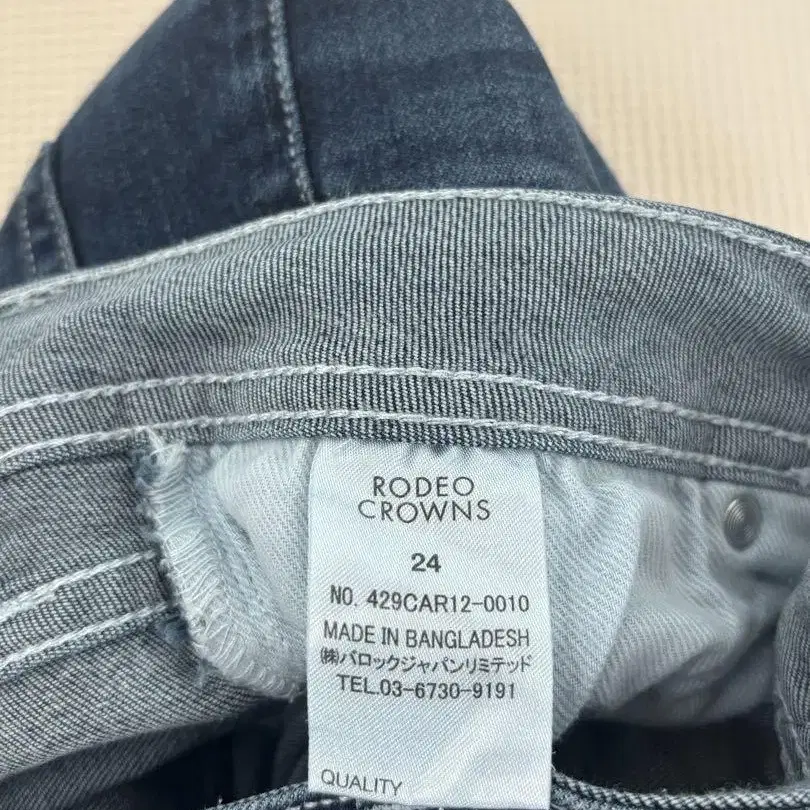 RODEO
CROWNS
24
NO. 429CAR12-0010
MADE IN BANGLADESH
㈱バロックジャパンリミテッド
TEL.03-6730-9191
QUALITY